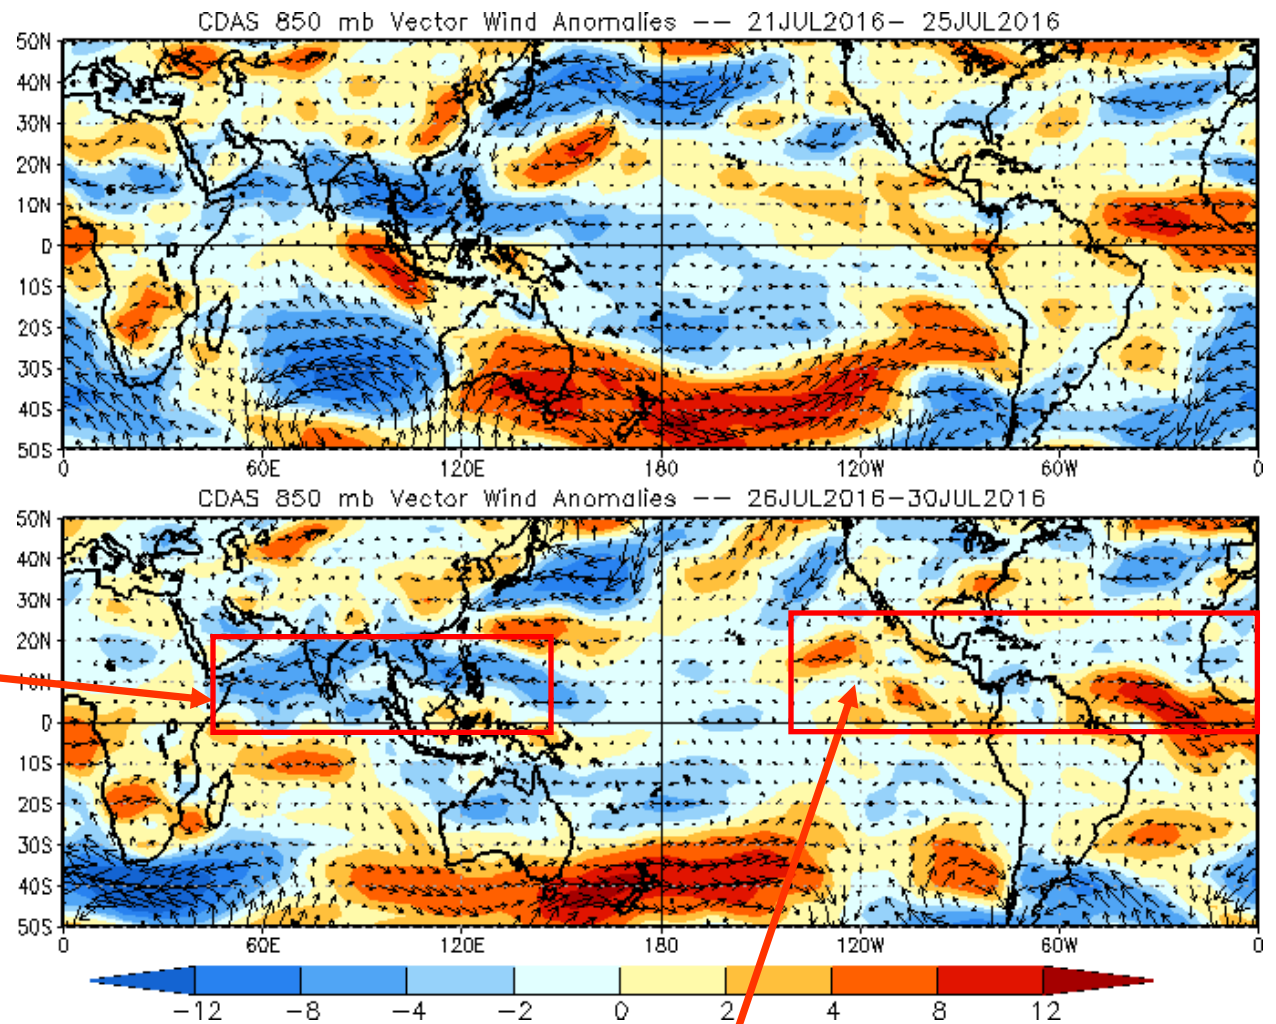 CDAS 850 mb Vector Wind Anomalies -- 21JUL2016- 25JUL2016
50N
40N
30N
20N
10N
0
10S
20S
30S
40S
50S
0 60E 120E 180 120W 60W 0
CDAS 850 mb Vector Wind Anomalies -- 26JUL2016-30JUL2016
50N
40N
30N
20N
10N
0
10S
20S
30S
40S
50S
0 60E 120E 180 120W 60W 0
-12 -8 -4 -2 0 2 4 8 12